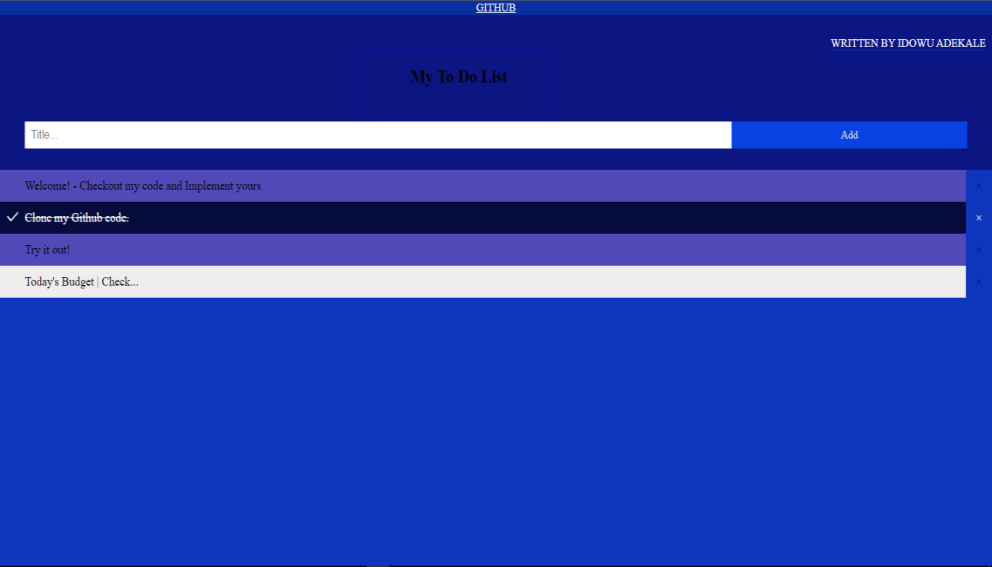 GITHUB
WRITTEN BY IDOWU ADEKALE
My To Do List
Title...
Add
Welcome! - Checkout my code and Implement yours
×
Clone my Github code.
×
Try it out!
×
Today's Budget | Check...
×